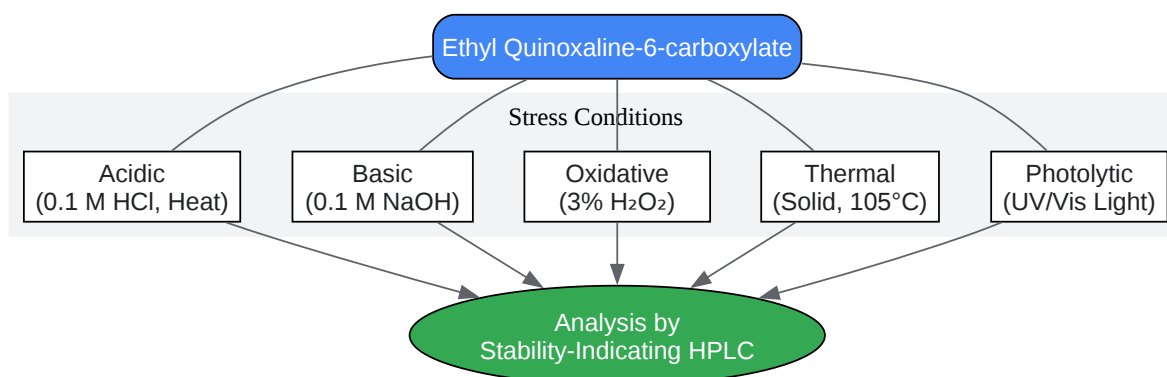 Ethyl Quinoxaline-6-carboxylate
Stress Conditions
Acidic
(0.1 M HCl, Heat)
Basic
(0.1 M NaOH)
Oxidative
(3% H₂O₂)
Thermal
(Solid, 105°C)
Photolytic
(UV/Vis Light)
Analysis by
Stability-Indicating HPLC